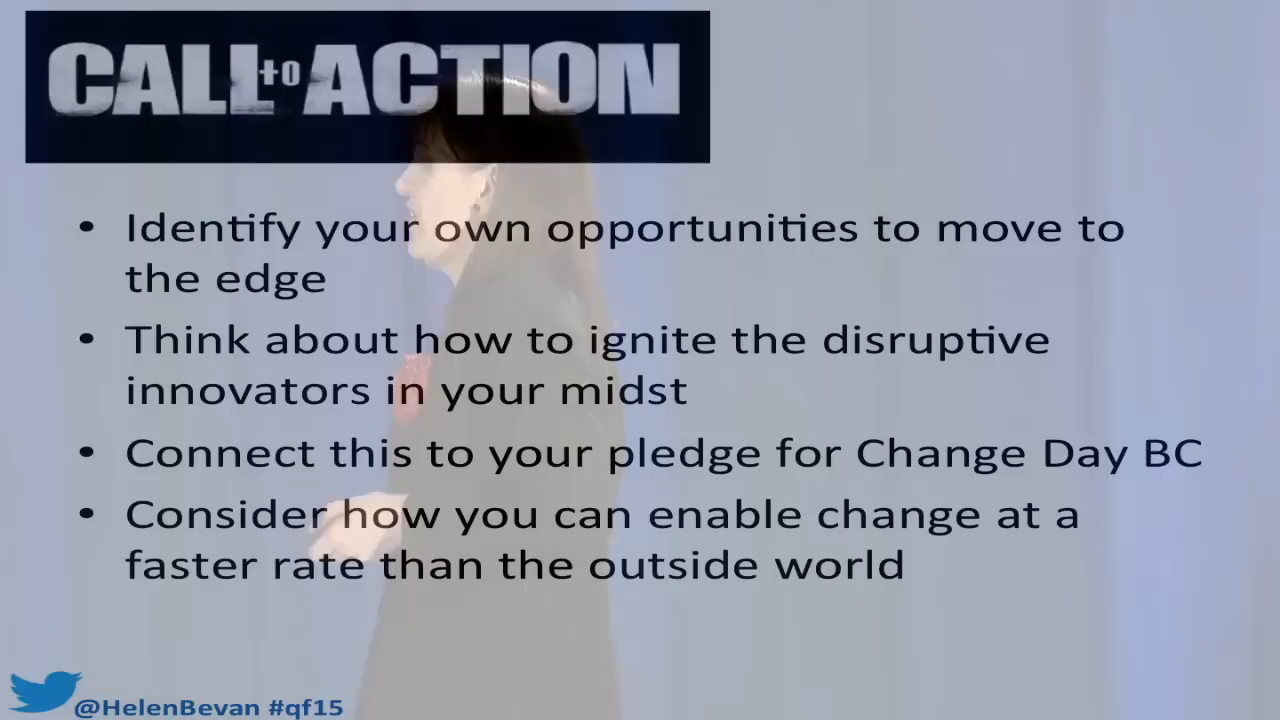 CALL to ACTION
• Identify your own opportunities to move to
the edge
• Think about how to ignite the disruptive
innovators in your midst
• Connect this to your pledge for Change Day BC
• Consider how you can enable change at a
faster rate than the outside world
@HelenBevan #qf15